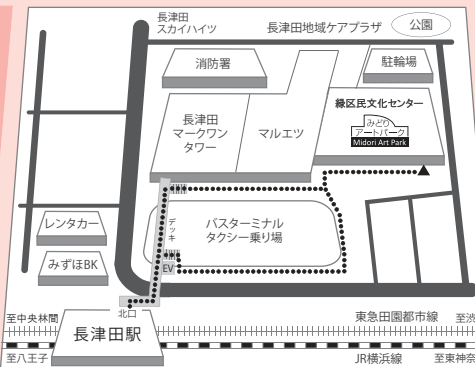 長津田
スカイハイツ
長津田地域ケアプラザ
公園
消防署
駐輪場
緑区民文化センター
みどり
アートパーク
Midori Art Park
長津田
マークワン
タワー
マルエツ
レンタカー
みずほBK
デッキ
EV
バスターミナル
タクシー乗り場
北口
至中央林間
東急田園都市線
至渋
長津田駅
至八王子
JR横浜線
至東神奈